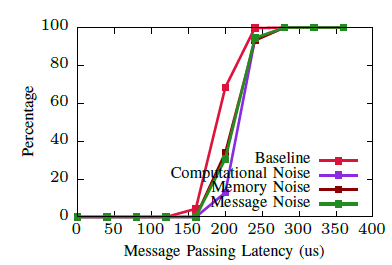 100
80
60
40
20
0
Percentage
Baseline
Computational Noise
Memory Noise
Message Noise
0 50 100 150 200 250 300 350 400
Message Passing Latency (us)